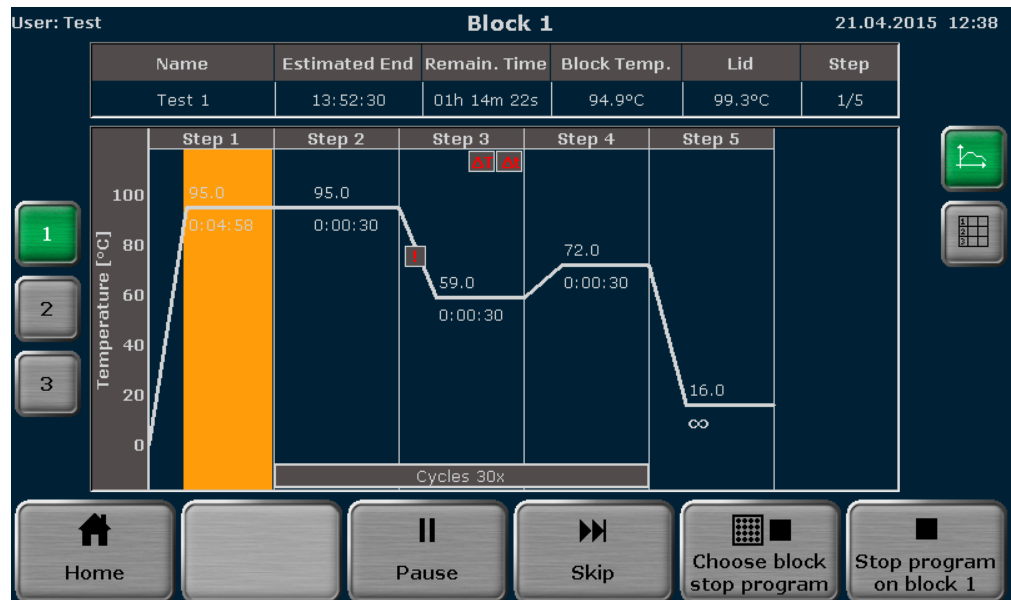 User: Test Block 1 21.04.2015 12:38
Name Estimated End Remain. Time Block Temp. Lid Step
Test 1 13:52:30 01h 14m 22s 94.9ºC 99.3ºC 1/5
Step 1 Step 2 Step 3 Step 4 Step 5
ΔT Δt
100 95.0 95.0
1 0:04:58 0:00:30
80 72.0
! 59.0 0:00:30
2 60 0:00:30
Temperature [°C]
3 40
20 16.0
∞
0
Cycles 30x
1
2
3
Home
Pause
Skip
Choose block
stop program
Stop program
on block 1